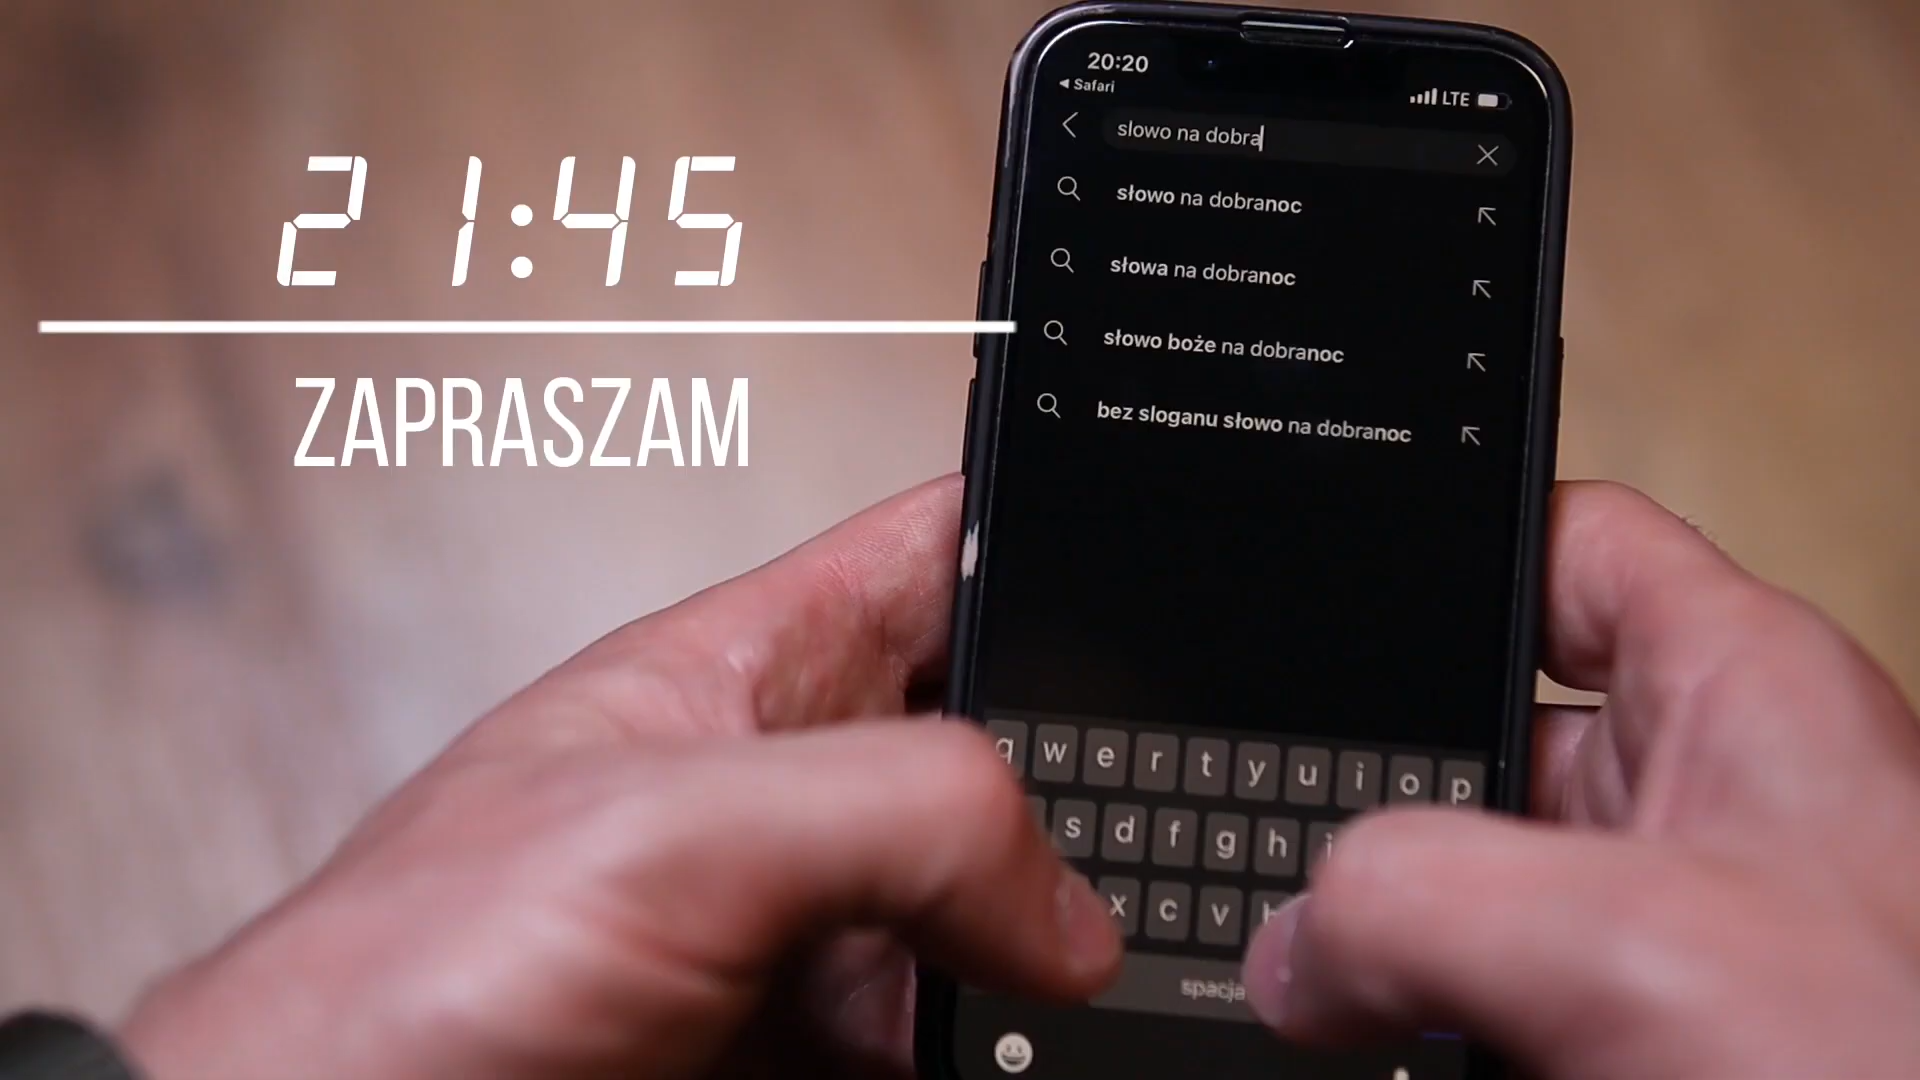 21:45
ZAPRASZAM
20:20
Safari
LTE
slowo na dobra
słowo na dobranoc
słowa na dobranoc
słowo boże na dobranoc
bez sloganu słowo na dobranoc
q w e r t y u i o p
s d f g h j
x c v b
spacja